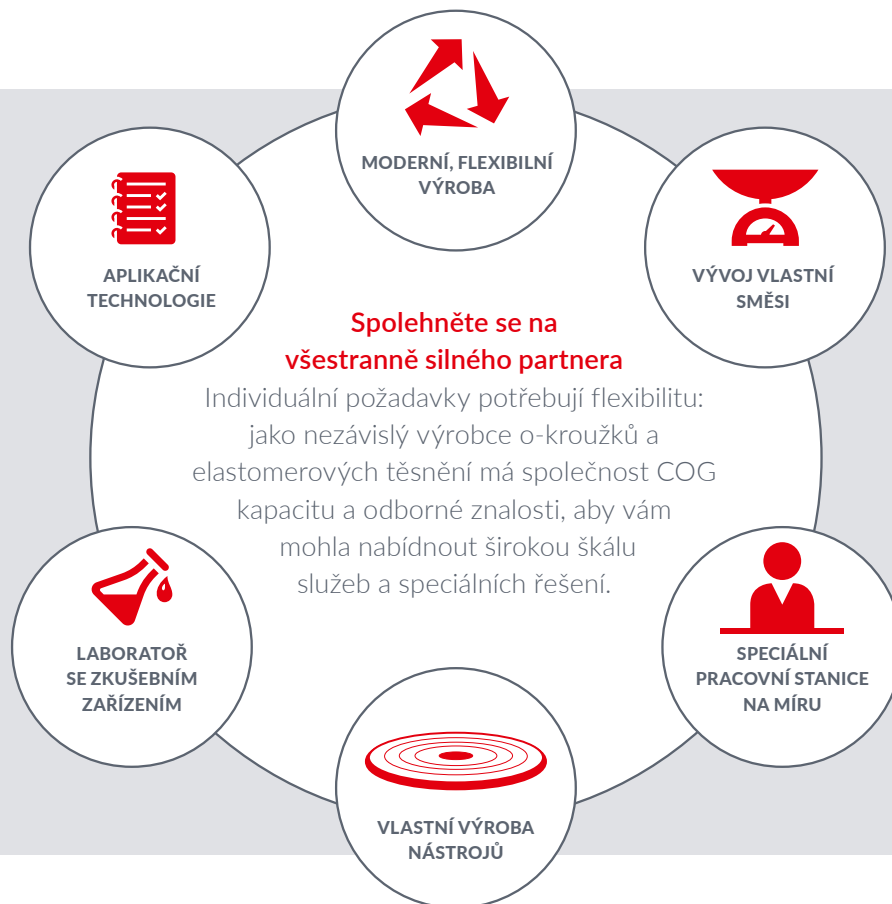 MODERNÍ, FLEXIBILNÍ
VÝROBA
APLIKAČNÍ
TECHNOLOGIE
VÝVOJ VLASTNÍ
SMĚSI
Spolehněte se na
všestranně silného partnera
Individuální požadavky potřebují flexibilitu:
jako nezávislý výrobce o-kroužků a
elastomerových těsnění má společnost COG
kapacitu a odborné znalosti, aby vám
mohla nabídnout širokou škálu
služeb a speciálních řešení.
LABORATOŘ
SE ZKUŠEBNÍM
ZAŘÍZENÍM
SPECIÁLNÍ
PRACOVNÍ STANICE
NA MÍRU
VLASTNÍ VÝROBA
NÁSTROJŮ